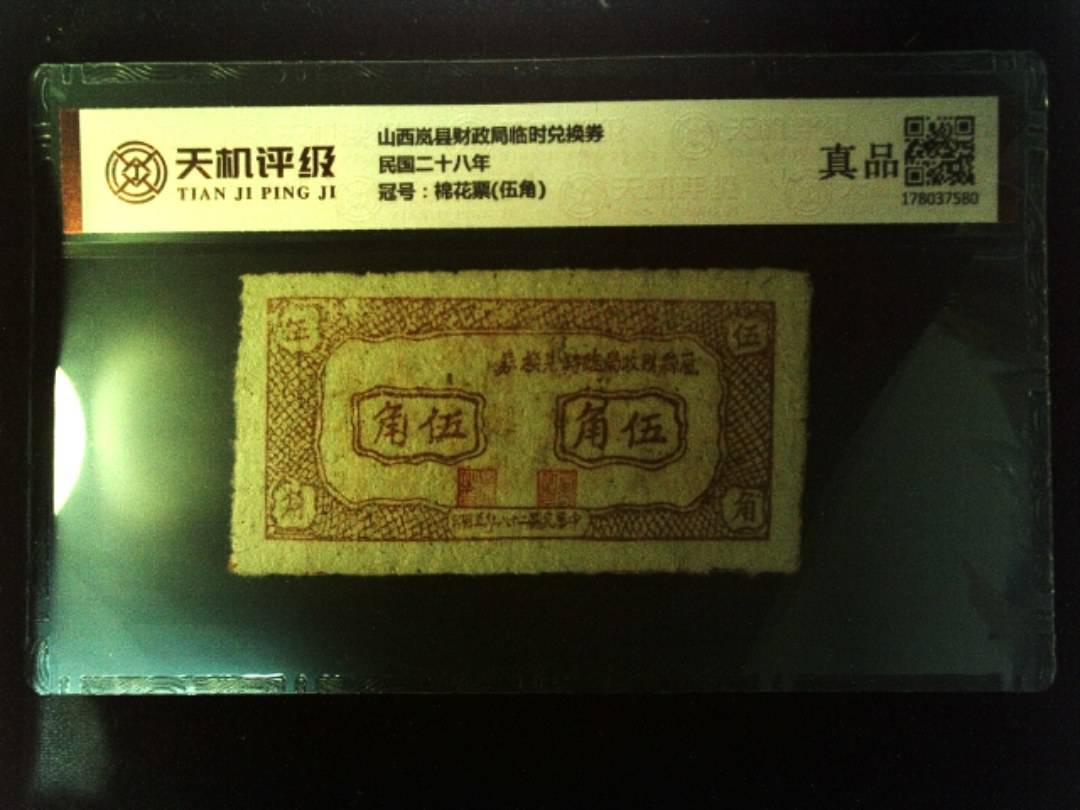 天机评级
TIAN JI PING JI
山西岚县财政局临时兑换券
民国二十八年
冠号：棉花票(伍角)
真品
178037580
伍
伍
角伍
角伍
角
角